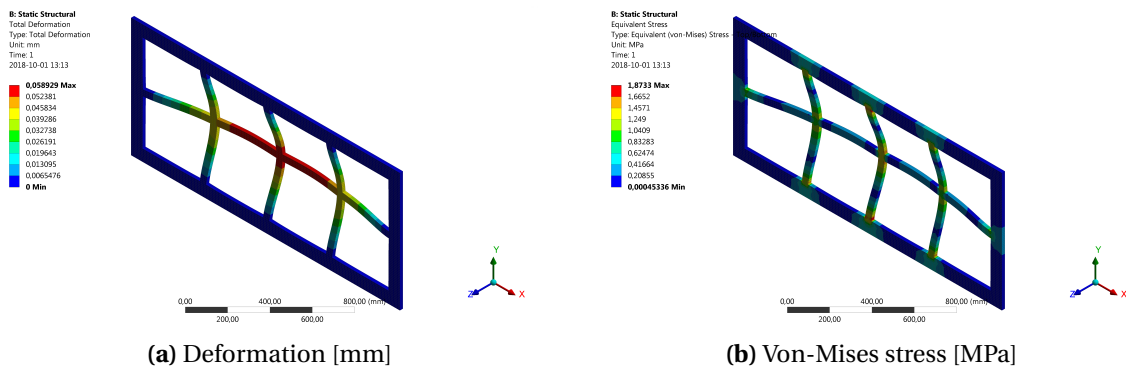 B: Static Structural
Total Deformation
Type: Total Deformation
Unit: mm
Time: 1
2018-10-01 13:13
0,058929 Max
0,052381
0,045834
0,039286
0,032738
0,026191
0,019643
0,013095
0,0065476
0 Min
Y
Z
X
0,00 400,00 800,00 (mm)
200,00 600,00
(a) Deformation [mm]
B: Static Structural
Equivalent Stress
Type: Equivalent (von-Mises) Stress
Unit: MPa
Time: 1
2018-10-01 13:13
1,8733 Max
1,6652
1,4571
1,249
1,0409
0,83283
0,62474
0,41664
0,20855
0,00045336 Min
Y
Z
X
0,00 400,00 800,00 (mm)
200,00 600,00
(b) Von-Mises stress [MPa]